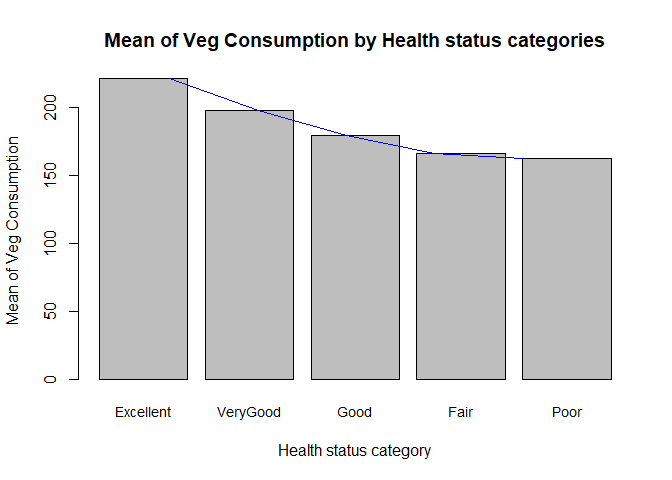 Mean of Veg Consumption by Health status categories
Mean of Veg Consumption
200
150
100
50
0
Excellent VeryGood Good Fair Poor
Health status category